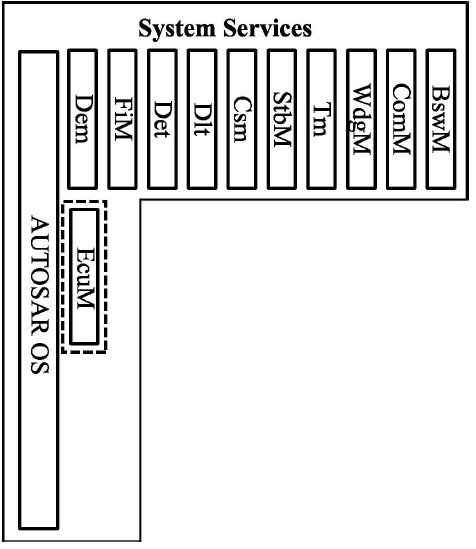 System Services
AUTOSAR OS
Dem
FiM
Det
Dlt
Csm
StbM
Tm
WdgM
ComM
BswM
EcuM